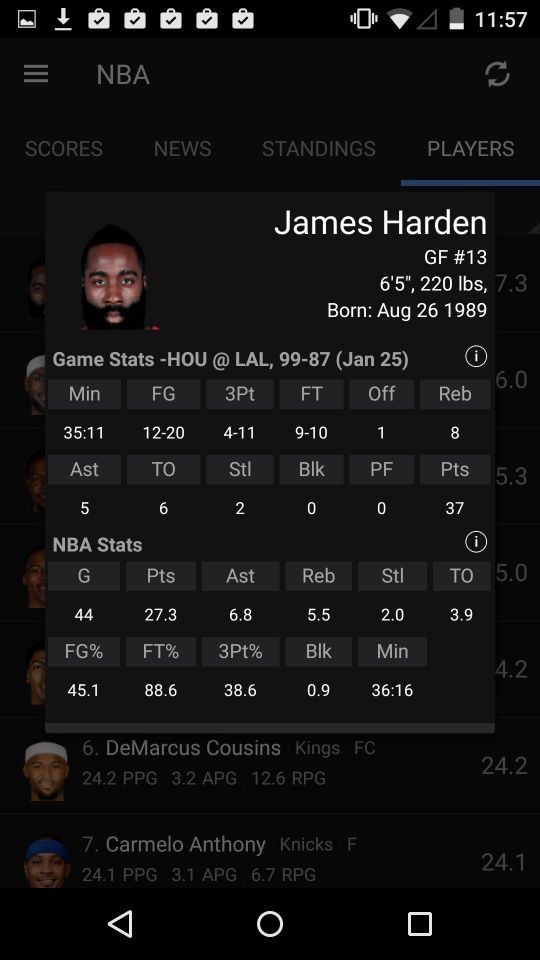 11:57
NBA
SCORES NEWS STANDINGS PLAYERS
James Harden
GF #13
7.3
6'5", 220 lbs,
Born: Aug 26 1989
Game Stats -HOU @ LAL, 99-87 (Jan 25)
Min FG 3Pt FT Off Reb
6.0
35:11 12-20 4-11 9-10 1 8
Ast TO Stl Blk PF Pts
5.3
5 6 2 0 0 37
NBA Stats
G Pts Ast Reb Stl TO
5.0
44 27.3 6.8 5.5 2.0 3.9
FG% FT% 3Pt% Blk Min
4.2
45.1 88.6 38.6 0.9 36:16
6. DeMarcus Cousins Kings FC
24.2
24.2 PPG 3.2 APG 12.6 RPG
7. Carmelo Anthony Knicks F
24.1
24.1 PPG 3.1 APG 6.7 RPG